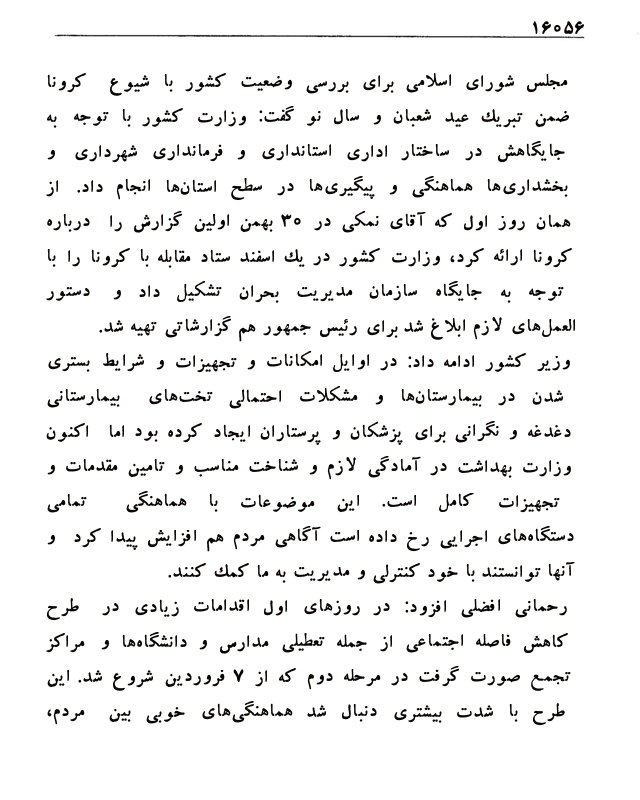 ۱۶۰۵۶
مجلس شورای اسلامی برای بررسی وضعیت کشور با شیوع کرونا
ضمن تبریك عید شعبان و سال نو گفت: وزارت کشور با توجه به
جایگاهش در ساختار اداری استانداری و فرمانداری شهرداری و
بخشداری‌ها هماهنگی و پیگیری‌ها در سطح استان‌ها انجام داد. از
همان روز اول که آقای نمکی در ۳۰ بهمن اولین گزارش را درباره
کرونا ارائه کرد، وزارت کشور در یك اسفند ستاد مقابله با کرونا را با
توجه به جایگاه سازمان مدیریت بحران تشکیل داد و دستور
العمل‌های لازم ابلاغ شد برای رئیس جمهور هم گزارشاتی تهیه شد.
وزیر کشور ادامه داد: در اوایل امکانات و تجهیزات و شرایط بستری
شدن در بیمارستان‌ها و مشکلات احتمالی تخت‌های بیمارستانی
دغدغه و نگرانی برای پزشکان و پرستاران ایجاد کرده بود اما اکنون
وزارت بهداشت در آمادگی لازم و شناخت مناسب و تامین مقدمات و
تجهیزات کامل است. این موضوعات با هماهنگی تمامی
دستگاه‌های اجرایی رخ داده است آگاهی مردم هم افزایش پیدا کرد و
آنها توانستند با خود کنترلی و مدیریت به ما کمك کنند.
رحمانی افضلی افزود: در روزهای اول اقدامات زیادی در طرح
کاهش فاصله اجتماعی از جمله تعطیلی مدارس و دانشگاه‌ها و مراکز
تجمع صورت گرفت در مرحله دوم که از ۷ فروردین شروع شد. این
طرح با شدت بیشتری دنبال شد هماهنگی‌های خوبی بین مردم،